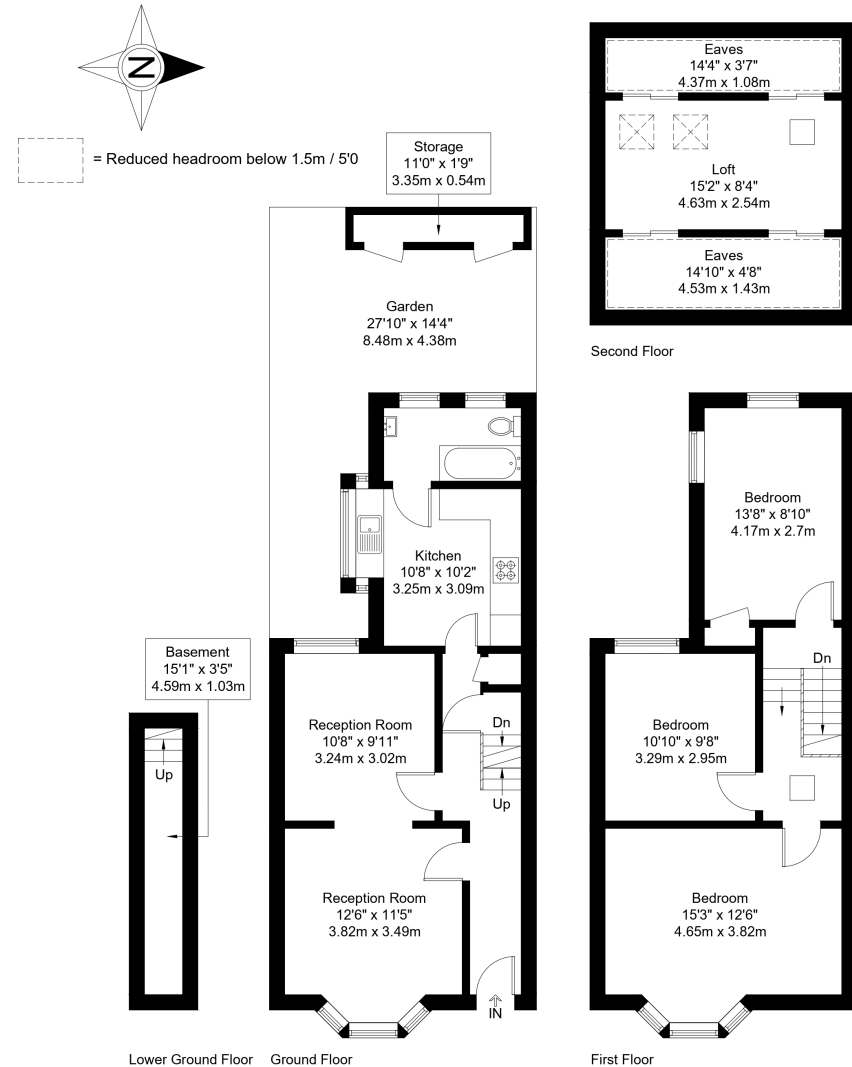 N
= Reduced headroom below 1.5m / 5'0
Storage
11'0" x 1'9"
3.35m x 0.54m
Garden
27'10" x 14'4"
8.48m x 4.38m
Kitchen
10'8" x 10'2"
3.25m x 3.09m
Basement
15'1" x 3'5"
4.59m x 1.03m
Up
Reception Room
10'8" x 9'11"
3.24m x 3.02m
Dn
Up
Reception Room
12'6" x 11'5"
3.82m x 3.49m
IN
Lower Ground Floor
Ground Floor
Eaves
14'4" x 3'7"
4.37m x 1.08m
Loft
15'2" x 8'4"
4.63m x 2.54m
Eaves
14'10" x 4'8"
4.53m x 1.43m
Second Floor
Bedroom
13'8" x 8'10"
4.17m x 2.7m
Dn
Bedroom
10'10" x 9'8"
3.29m x 2.95m
Bedroom
15'3" x 12'6"
4.65m x 3.82m
First Floor